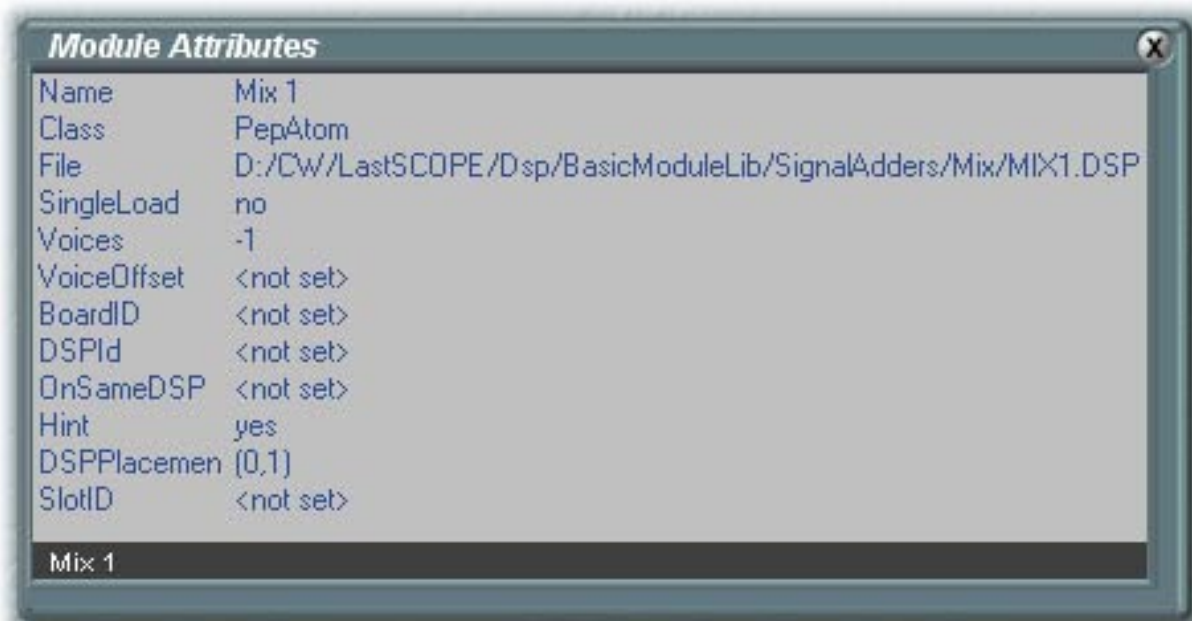 Module Attributes
X
Name Mix 1
Class PepAtom
File D:/CW//LastSCOPE/Dsp/BasicModuleLib/SignalAdders/Mix/MIX1.DSP
SingleLoad no
Voices -1
VoiceOffset <not set>
BoardID <not set>
DSPId <not set>
OnSameDSP <not set>
Hint yes
DSPPlacemen (0,1)
SlotID <not set>
Mix 1